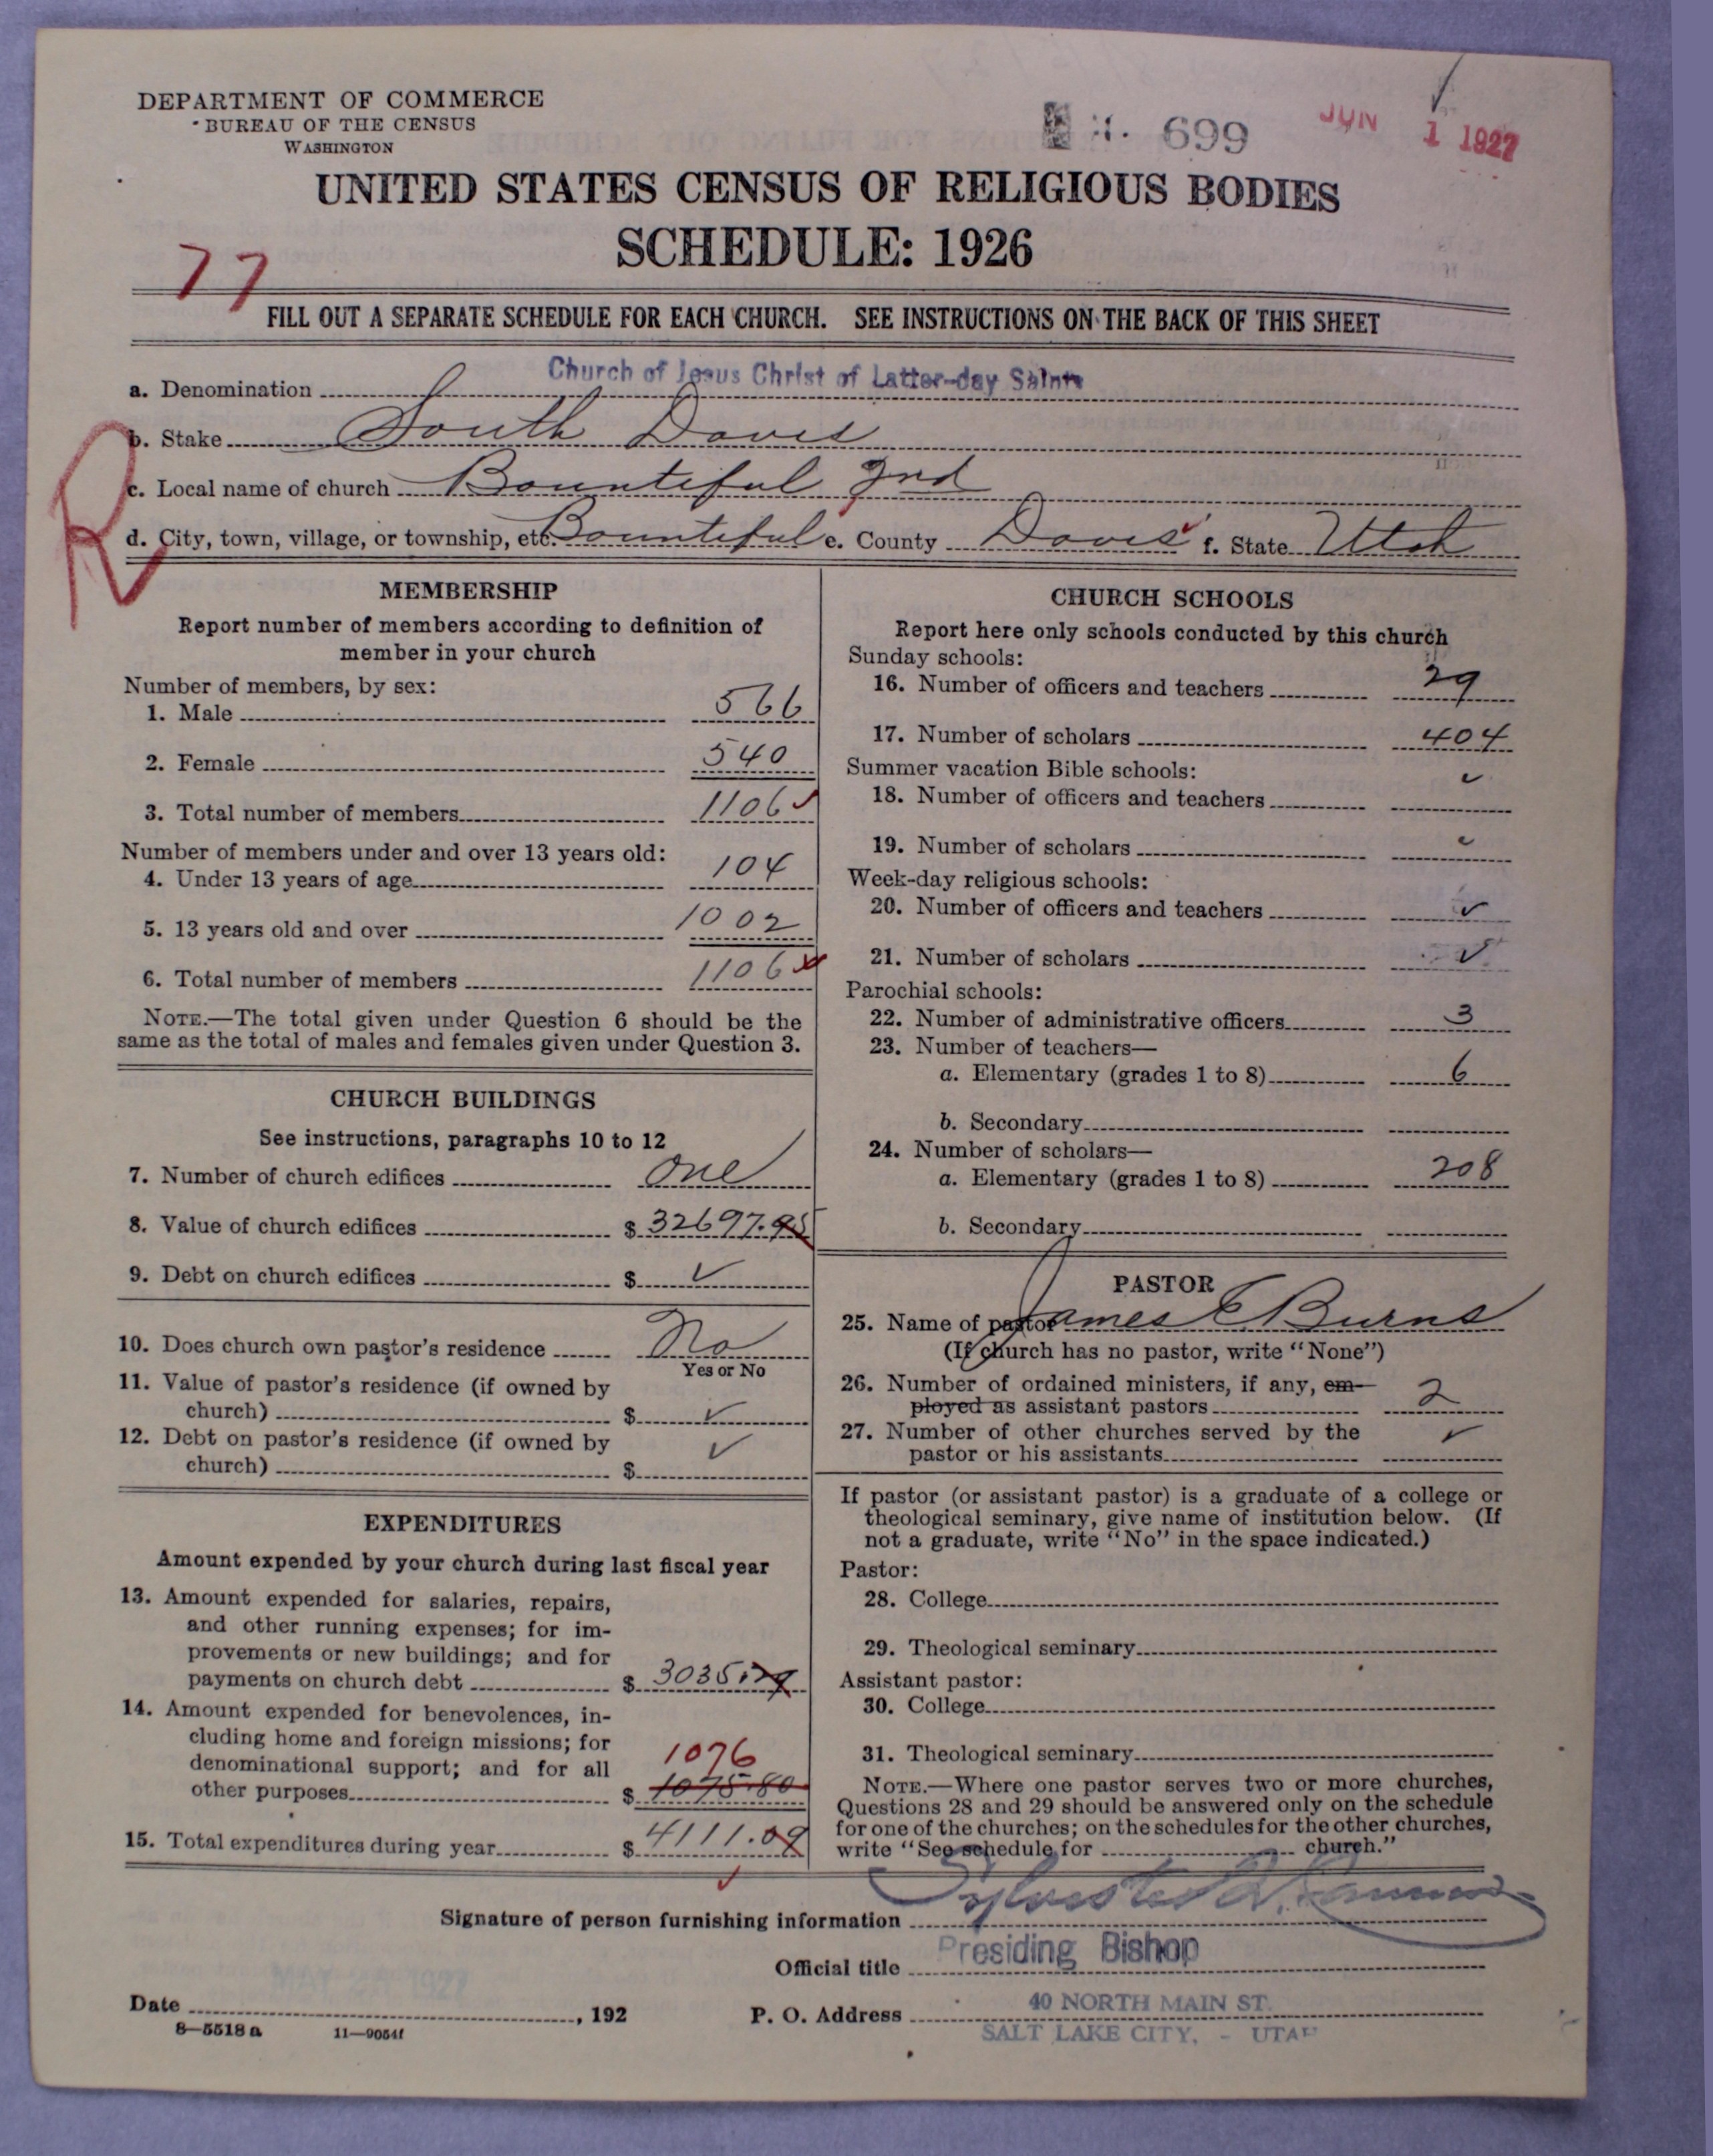 DEPARTMENT OF COMMERCE
BUREAU OF THE CENSUS
WASHINGTON
699
JUN 1 1927
UNITED STATES CENSUS OF RELIGIOUS BODIES
SCHEDULE: 1926
77
FILL OUT A SEPARATE SCHEDULE FOR EACH CHURCH. SEE INSTRUCTIONS ON THE BACK OF THIS SHEET
a. Denomination Church of Jesus Christ of Latter-day Saints
R
b. Stake South Davis
c. Local name of church Bountiful 2nd
d. City, town, village, or township, etc. Bountiful e. County Davis f. State Utah
MEMBERSHIP
Report number of members according to definition of
member in your church
Number of members, by sex:
1. Male 566
2. Female 540
3. Total number of members 1106
Number of members under and over 13 years old:
4. Under 13 years of age 104
5. 13 years old and over 1002
6. Total number of members 1106
NOTE.—The total given under Question 6 should be the
same as the total of males and females given under Question 3.
CHURCH BUILDINGS
See instructions, paragraphs 10 to 12
7. Number of church edifices One
8. Value of church edifices $ 32697.95
9. Debt on church edifices $ ✓
10. Does church own pastor's residence No
Yes or No
11. Value of pastor's residence (if owned by
church) $ ✓
12. Debt on pastor's residence (if owned by
church) $ ✓
EXPENDITURES
Amount expended by your church during last fiscal year
13. Amount expended for salaries, repairs,
and other running expenses; for im-
provements or new buildings; and for
payments on church debt $ 3035.29
14. Amount expended for benevolences, in-
cluding home and foreign missions; for
denominational support; and for all
1076
other purposes $ 1075.80
15. Total expenditures during year $ 4111.09
CHURCH SCHOOLS
Report here only schools conducted by this church
Sunday schools:
16. Number of officers and teachers 29
17. Number of scholars 404
Summer vacation Bible schools:
18. Number of officers and teachers ✓
19. Number of scholars ✓
Week-day religious schools:
20. Number of officers and teachers ✓
21. Number of scholars ✓
Parochial schools:
22. Number of administrative officers 3
23. Number of teachers—
a. Elementary (grades 1 to 8) 6
b. Secondary
24. Number of scholars—
a. Elementary (grades 1 to 8) 208
b. Secondary
PASTOR
25. Name of pastor James E Burns
(If church has no pastor, write "None")
26. Number of ordained ministers, if any, em-
ployed as assistant pastors 2
27. Number of other churches served by the
pastor or his assistants ✓
If pastor (or assistant pastor) is a graduate of a college or
theological seminary, give name of institution below. (If
not a graduate, write "No" in the space indicated.)
Pastor:
28. College
29. Theological seminary
Assistant pastor:
30. College
31. Theological seminary
NOTE.—Where one pastor serves two or more churches,
Questions 28 and 29 should be answered only on the schedule
for one of the churches; on the schedules for the other churches,
write "See schedule for church."
Signature of person furnishing information Sylvester Q. Cannon
Official title Presiding Bishop
MAY 1927
Date , 192
P. O. Address 40 NORTH MAIN ST.
SALT LAKE CITY, - UTAH
8—5518 a 11—9054f